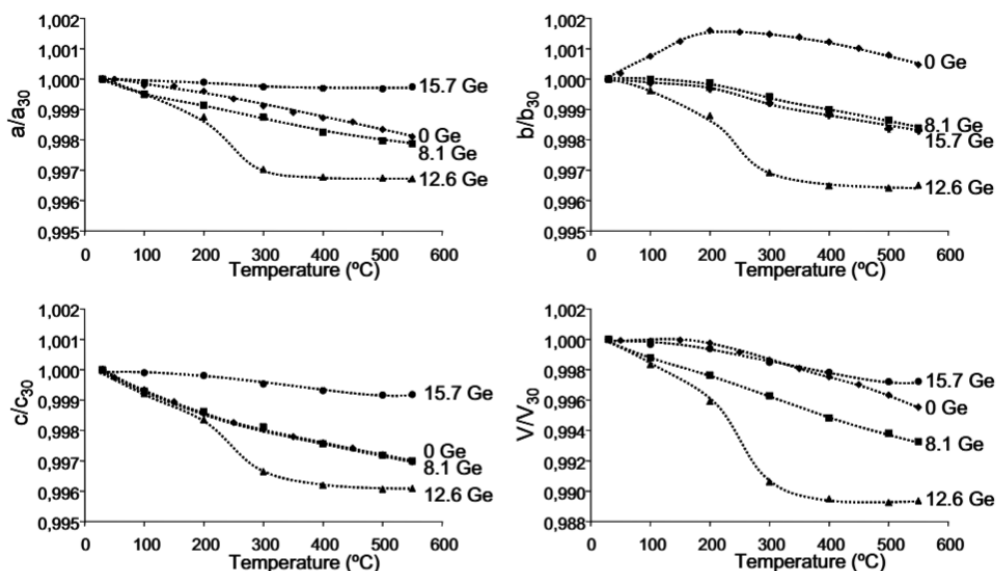 1,002
1,001
1,000
0,999
0,998
0,997
0,996
0,995
a/a30
15.7 Ge
0 Ge
8.1 Ge
12.6 Ge
0 100 200 300 400 500 600
Temperature (ºC)
1,002
1,001
1,002
1,000
0,999
0,998
0,997
0,996
0,995
b/b30
0 Ge
8.1 Ge
15.7 Ge
12.6 Ge
0 100 200 300 400 500 600
Temperature (ºC)
1,002
1,001
1,000
0,999
0,998
0,997
0,996
0,995
c/c30
15.7 Ge
0 Ge
8.1 Ge
12.6 Ge
0 100 200 300 400 500 600
Temperature (ºC)
1,002
1,000
0,998
0,996
0,994
0,992
0,990
0,988
V/V30
15.7 Ge
0 Ge
8.1 Ge
12.6 Ge
0 100 200 300 400 500 600
Temperature (ºC)